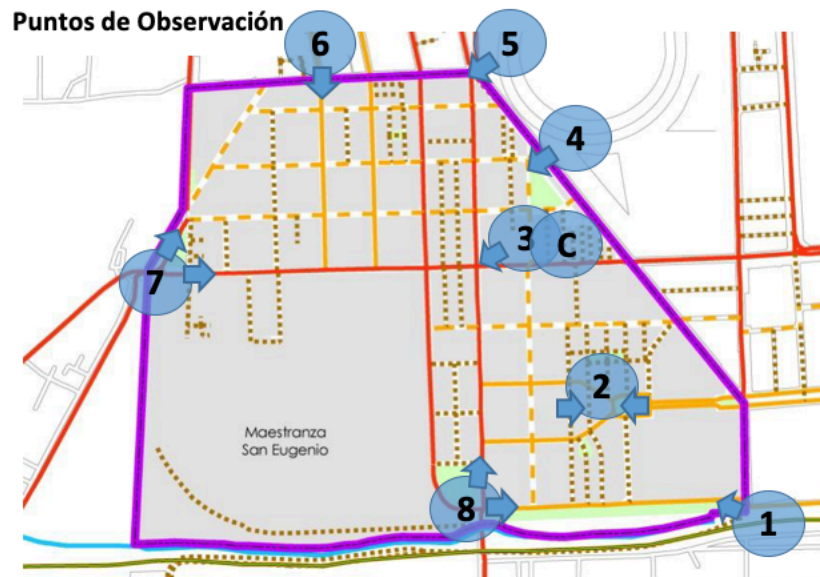 Puntos de Observación
6
5
4
3
C
7
2
Maestranza
San Eugenio
8
1